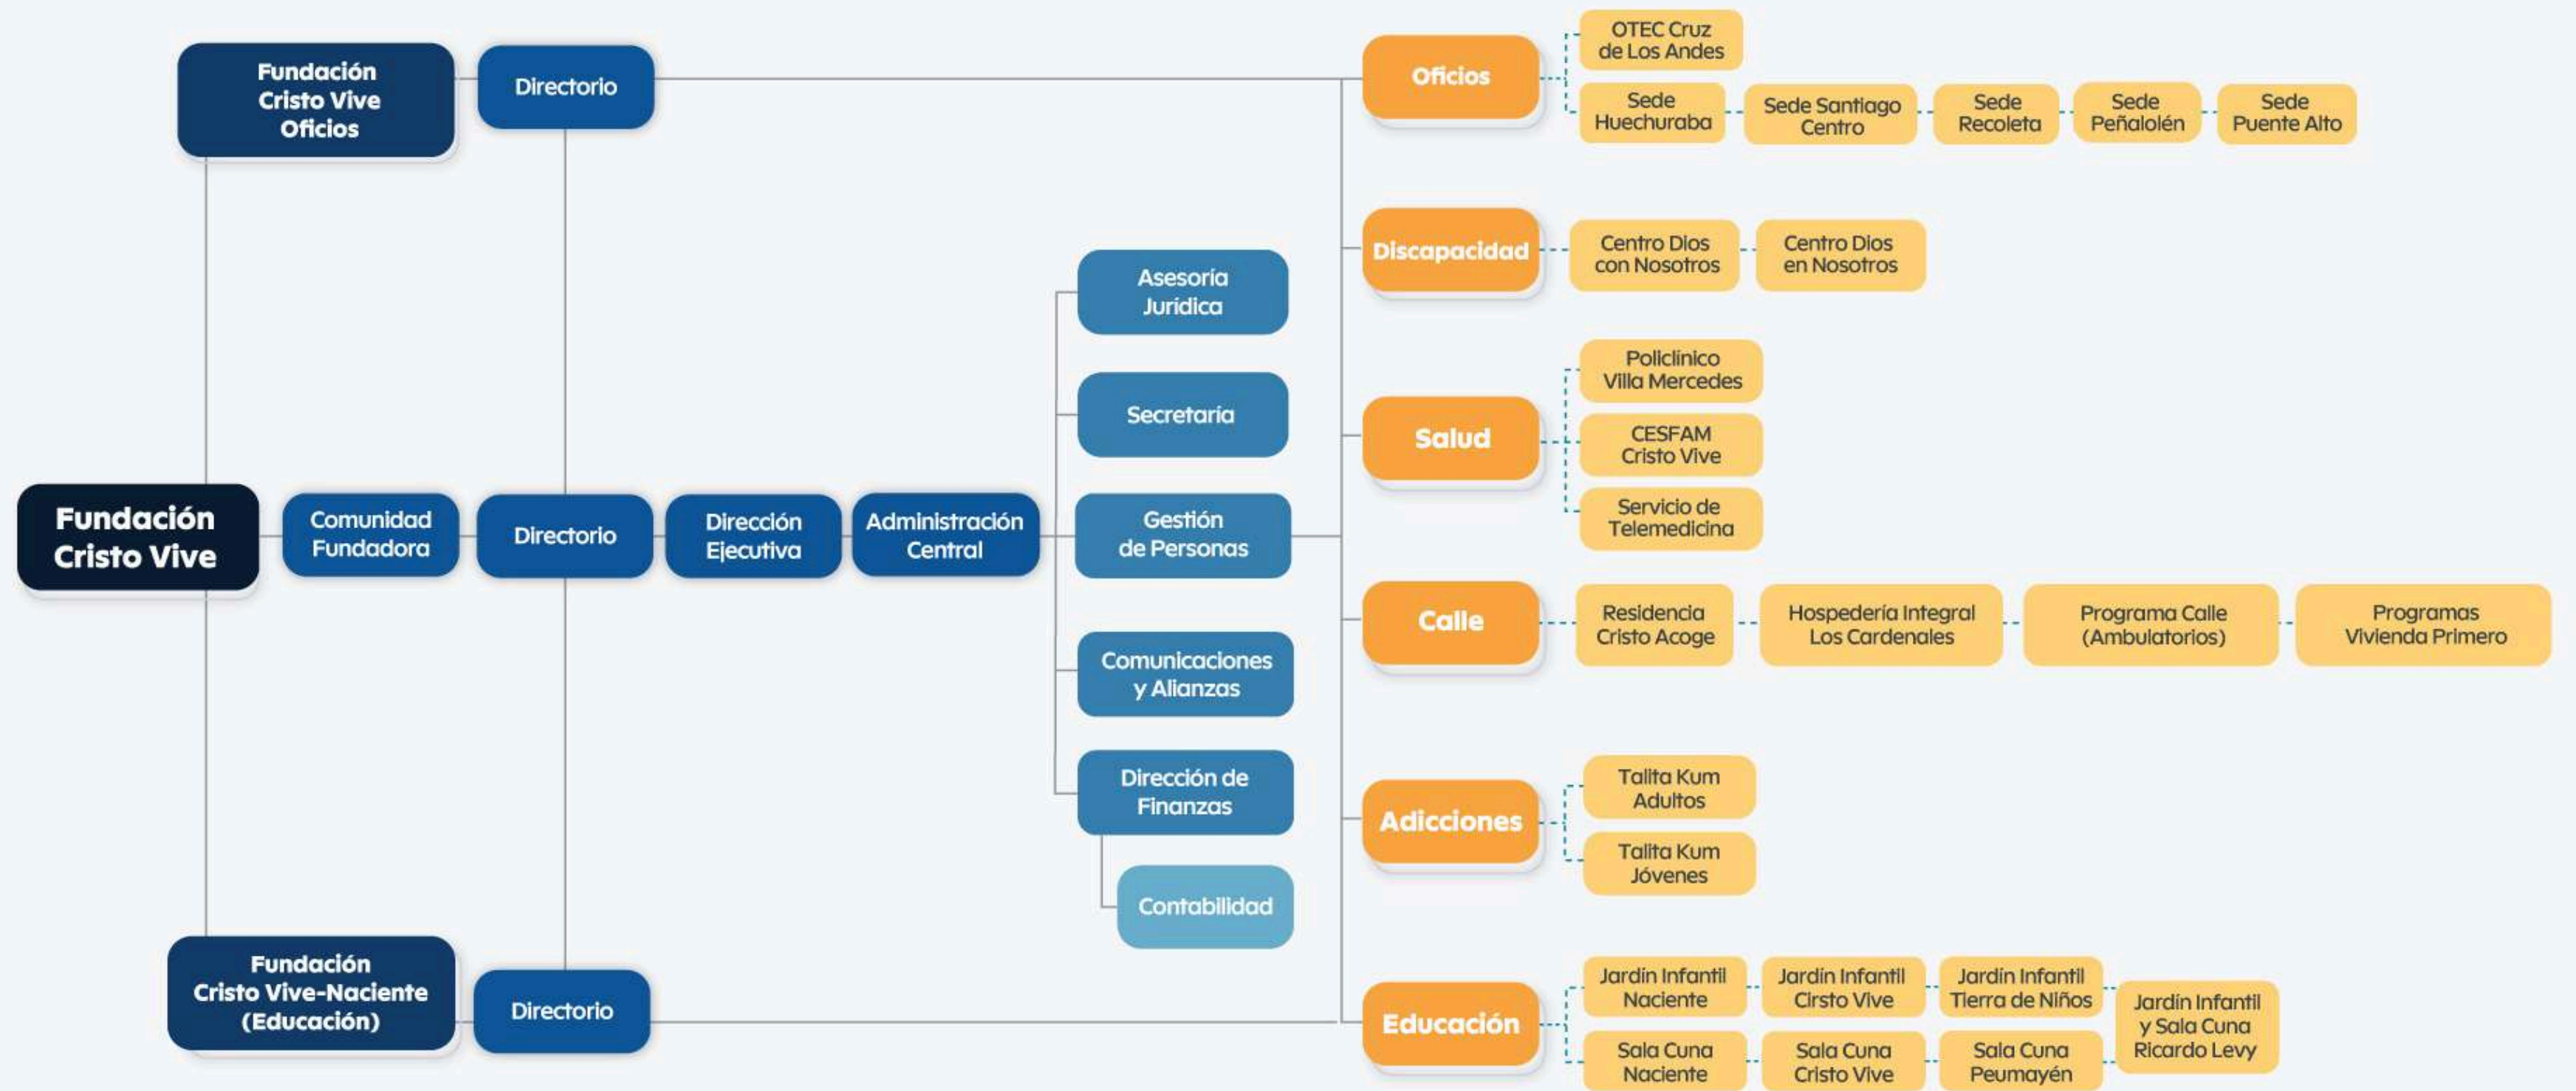 Fundación
Cristo Vive
Oficios
Directorio
Oficios
OTEC Cruz
de Los Andes
Sede
Huechuraba
Sede Santiago
Centro
Sede
Recoleta
Sede
Peñalolén
Sede
Puente Alto
Discapacidad
Centro Dios
con Nosotros
Centro Dios
en Nosotros
Asesoría
Jurídica
Secretaría
Salud
Policlínico
Villa Mercedes
CESFAM
Cristo Vive
Servicio de
Telemedicina
Fundación
Cristo Vive
Comunidad
Fundadora
Directorio
Dirección
Ejecutiva
Administración
Central
Gestión
de Personas
Comunicaciones
y Alianzas
Dirección de
Finanzas
Contabilidad
Calle
Residencia
Cristo Acoge
Hospedería Integral
Los Cardenales
Programa Calle
(Ambulatorios)
Programas
Vivienda Primero
Adicciones
Talita Kum
Adultos
Talita Kum
Jóvenes
Fundación
Cristo Vive-Naciente
(Educación)
Directorio
Educación
Jardín Infantil
Naciente
Jardín Infantil
Cirsto Vive
Jardín Infantil
Tierra de Niños
Jardín Infantil
y Sala Cuna
Ricardo Levy
Sala Cuna
Naciente
Sala Cuna
Cristo Vive
Sala Cuna
Peumayén